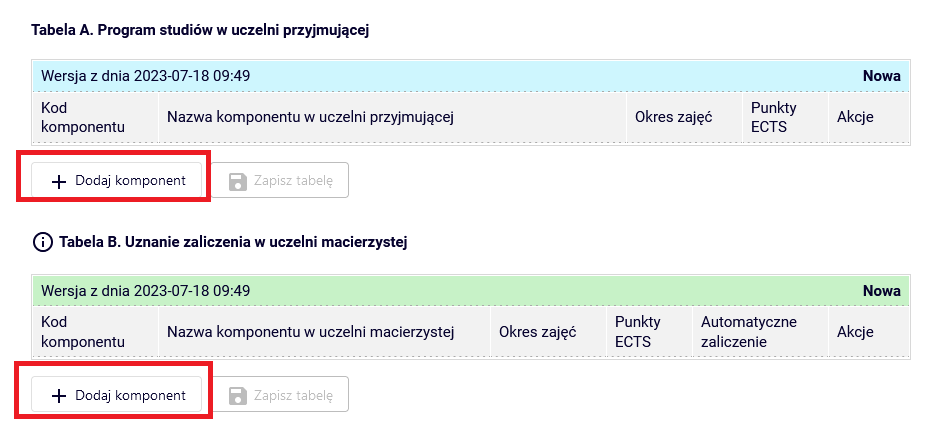 Tabela A. Program studiów w uczelni przyjmującej
Wersja z dnia 2023-07-18 09:49 Nowa
Kod komponentu Nazwa komponentu w uczelni przyjmującej Okres zajęć Punkty ECTS Akcje
Dodaj komponent Zapisz tabelę
Tabela B. Uznanie zaliczenia w uczelni macierzystej
Wersja z dnia 2023-07-18 09:49 Nowa
Kod komponentu Nazwa komponentu w uczelni macierzystej Okres zajęć Punkty ECTS Automatyczne zaliczenie Akcje
Dodaj komponent Zapisz tabelę